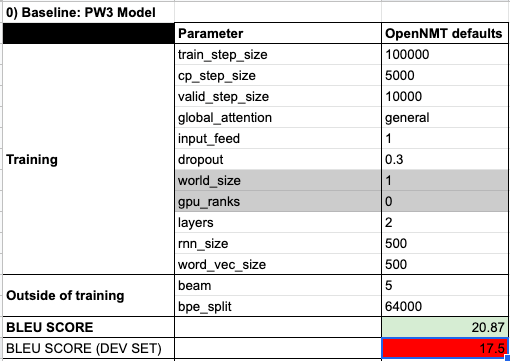 0) Baseline: PW3 Model
Parameter OpenNMT defaults
train_step_size 100000
cp_step_size 5000
valid_step_size 10000
global_attention general
input_feed 1
Training dropout 0.3
world_size 1
gpu_ranks 0
layers 2
rnn_size 500
word_vec_size 500
Outside of training beam 5
bpe_split 64000
BLEU SCORE 20.87
BLEU SCORE (DEV SET) 17.5